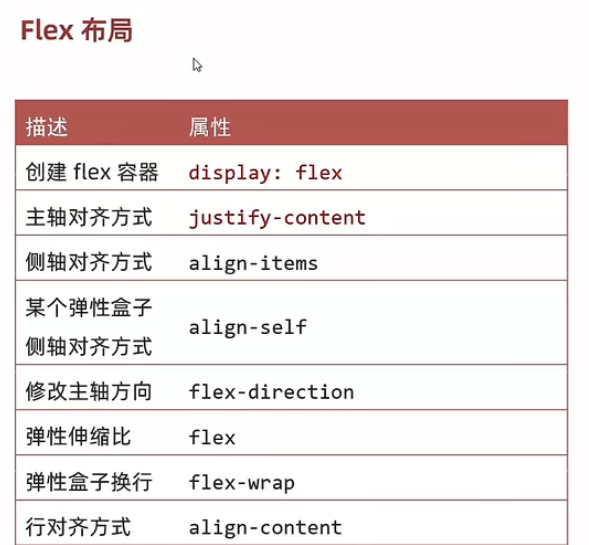 Flex 布局
描述 属性
创建 flex 容器 display: flex
主轴对齐方式 justify-content
侧轴对齐方式 align-items
某个弹性盒子
侧轴对齐方式 align-self
修改主轴方向 flex-direction
弹性伸缩比 flex
弹性盒子换行 flex-wrap
行对齐方式 align-content